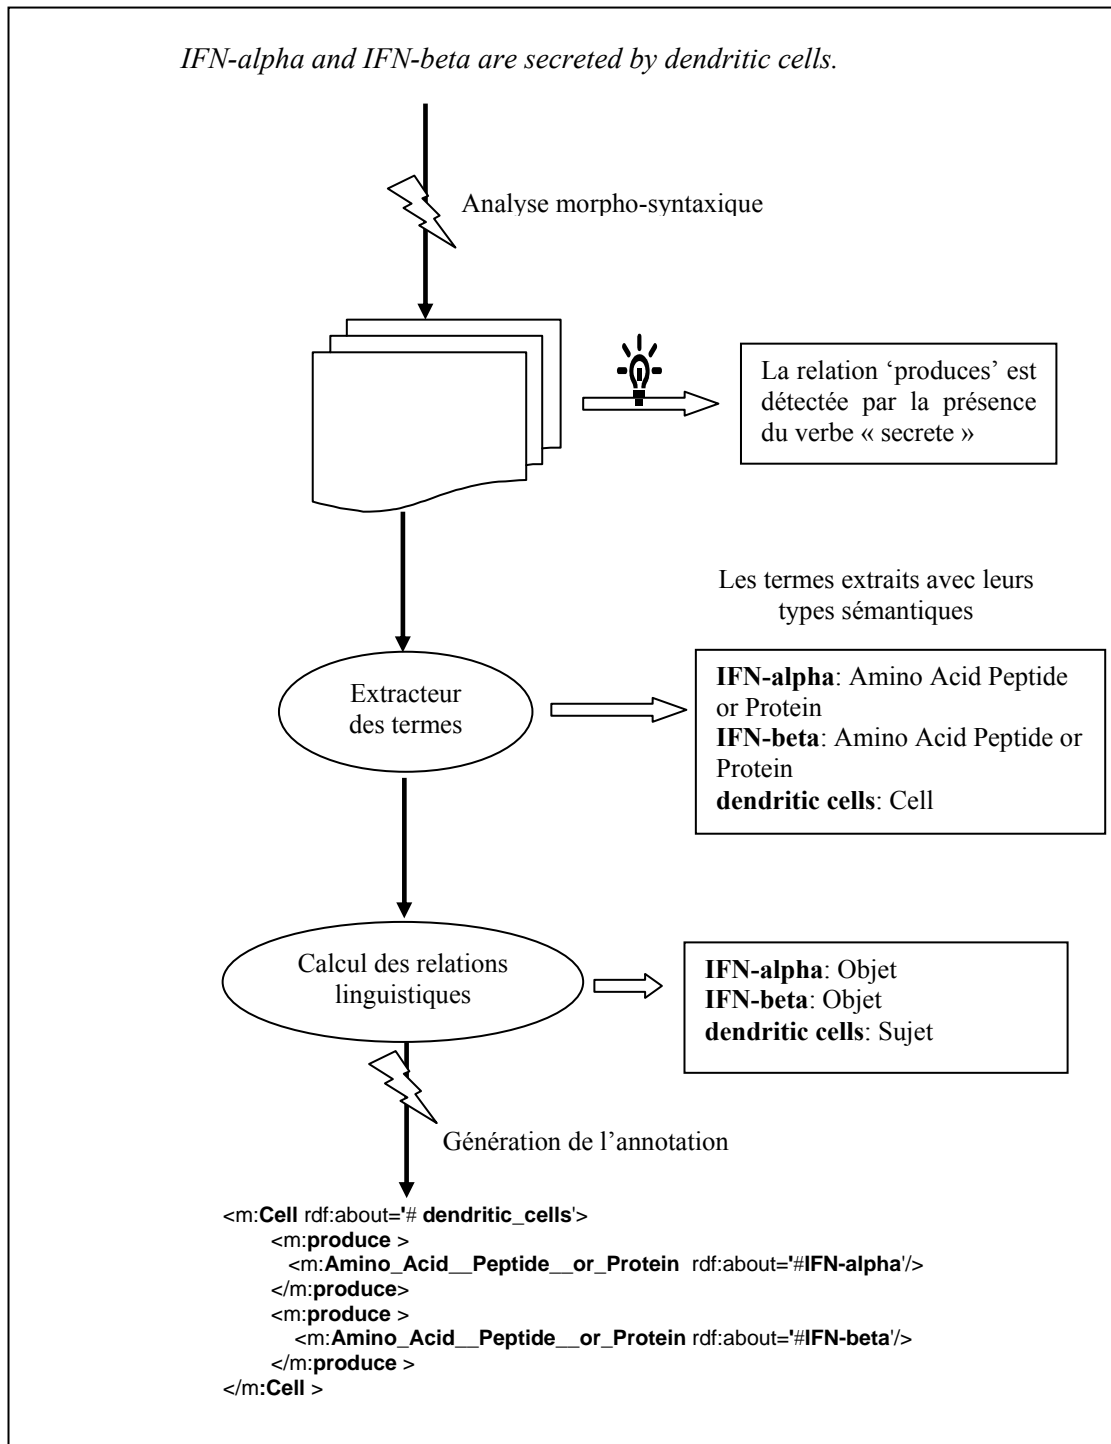 IFN-alpha and IFN-beta are secreted by dendritic cells.
Analyse morpho-syntaxique
La relation ‘produces’ est
détectée par la présence
du verbe « secrete »
Les termes extraits avec leurs
types sémantiques
Extracteur
des termes
IFN-alpha: Amino Acid Peptide
or Protein
IFN-beta: Amino Acid Peptide or
Protein
dendritic cells: Cell
Calcul des relations
linguistiques
IFN-alpha: Objet
IFN-beta: Objet
dendritic cells: Sujet
Génération de l’annotation
<m:Cell rdf:about='# dendritic_cells'>
<m:produce >
<m:Amino_Acid__Peptide__or_Protein rdf:about='#IFN-alpha'/>
</m:produce>
<m:produce >
<m:Amino_Acid__Peptide__or_Protein rdf:about='#IFN-beta'/>
</m:produce >
</m:Cell >